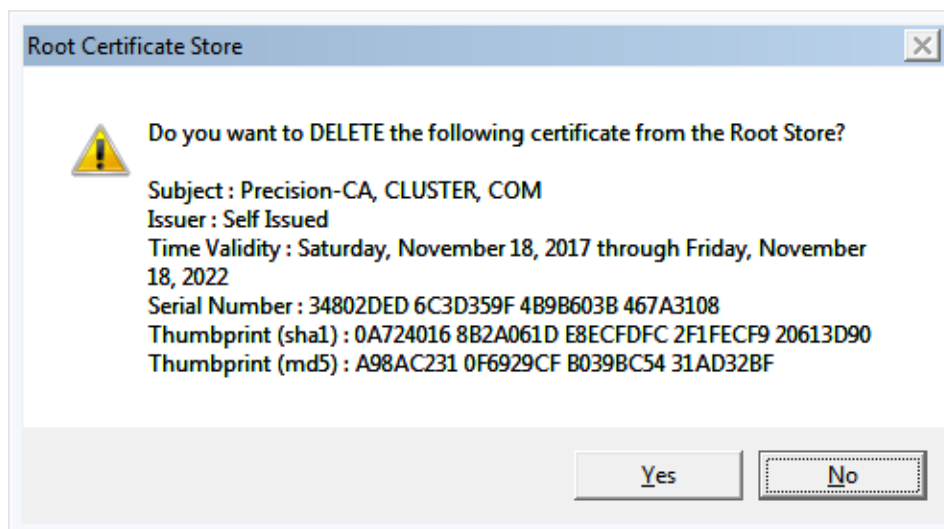 Root Certificate Store
Do you want to DELETE the following certificate from the Root Store?
Subject : Precision-CA, CLUSTER, COM
Issuer : Self Issued
Time Validity : Saturday, November 18, 2017 through Friday, November
18, 2022
Serial Number : 34802DED 6C3D359F 4B9B603B 467A3108
Thumbprint (sha1) : 0A724016 8B2A061D E8ECFDFC 2F1FECF9 20613D90
Thumbprint (md5) : A98AC231 0F6929CF B039BC54 31AD32BF
Yes
No